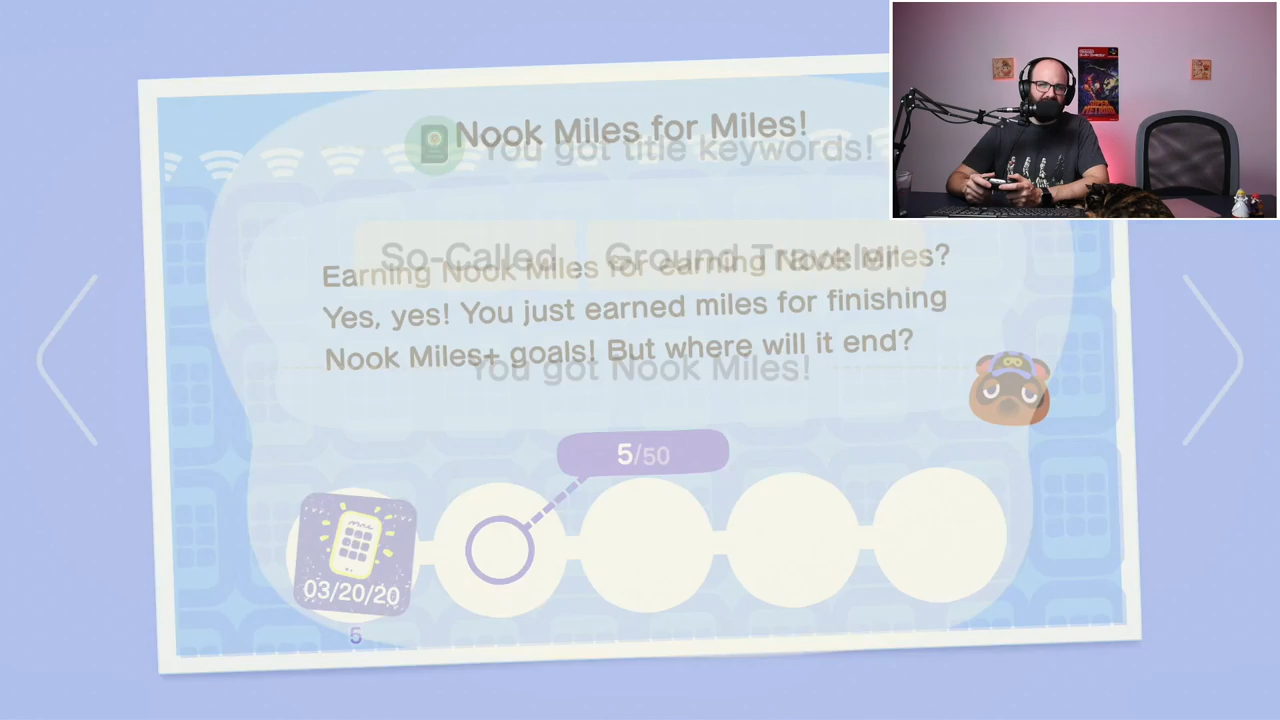 Nook Miles for Miles!
You got title keywords!
So-Called Ground Traveler
Earning Nook Miles for earning Nook Miles?
Yes, yes! You just earned miles for finishing
Nook Miles+ goals! But where will it end?
You got Nook Miles!
5/50
03/20/20
5
SUPER
METROID